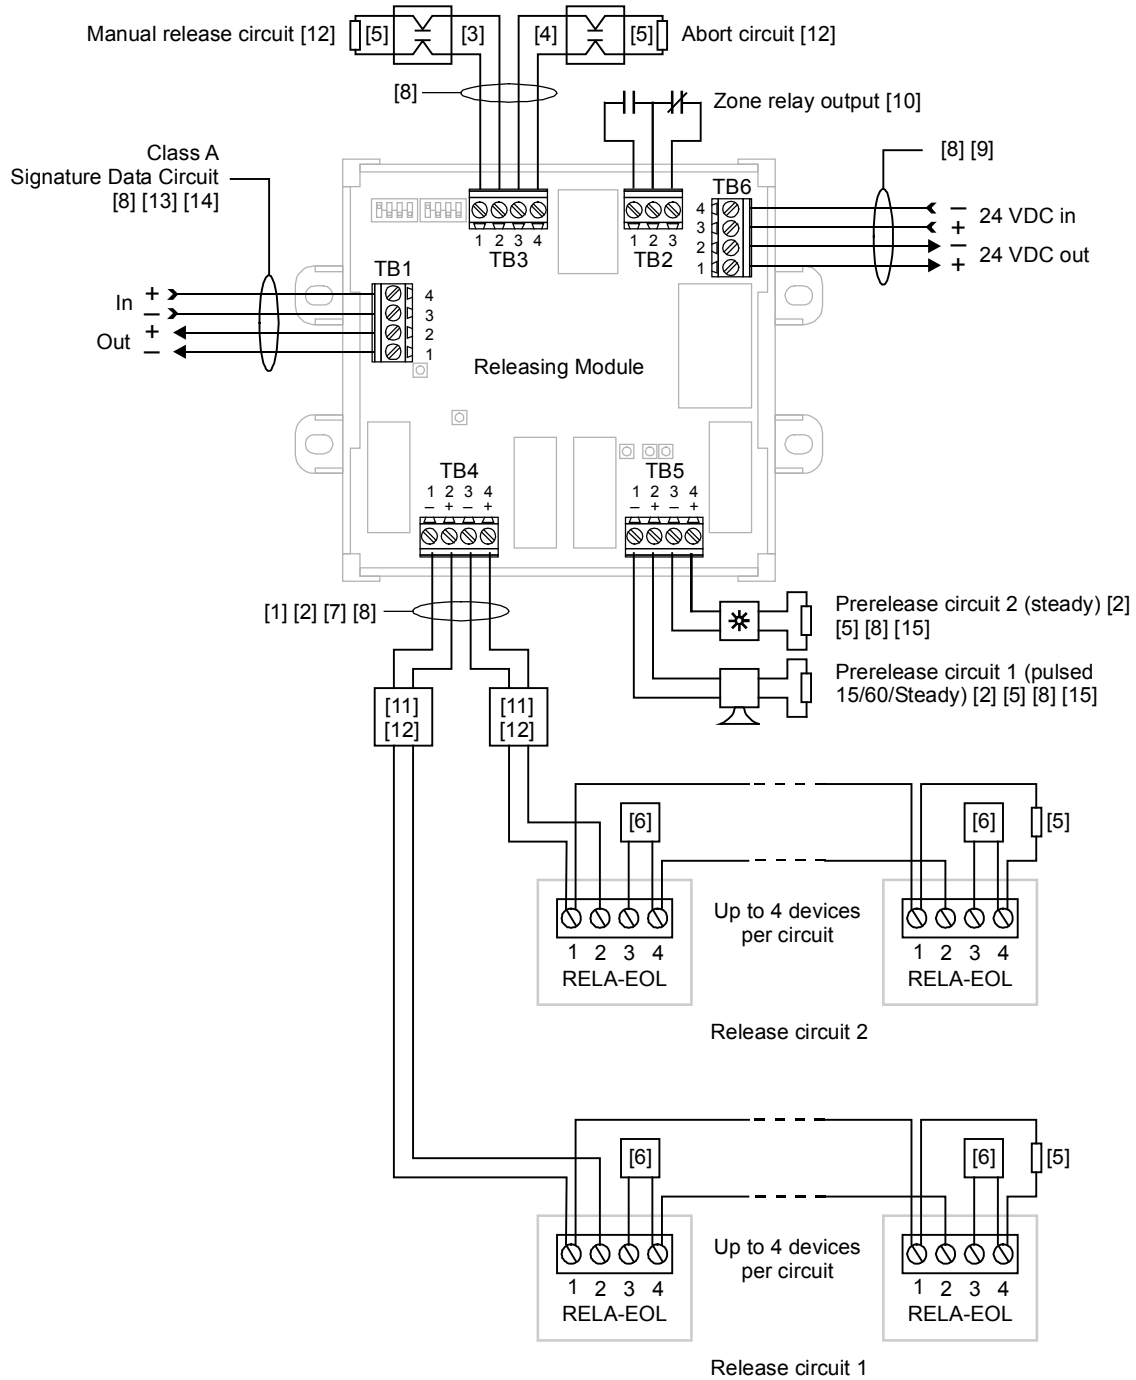 Manual release circuit [12]
[5]
[3]
[4]
[5]
Abort circuit [12]
[8]
Zone relay output [10]
Class A
Signature Data Circuit
[8] [13] [14]
[8] [9]
TB6
4
3
2
1
– 24 VDC in
+
– 24 VDC out
+
1 2 3 4
TB3
1 2 3
TB2
TB1
4
3
2
1
In + –
Out + –
Releasing Module
TB4
1 2 3 4
– + – +
TB5
1 2 3 4
– + – +
[1] [2] [7] [8]
Prerelease circuit 2 (steady) [2]
[5] [8] [15]
Prerelease circuit 1 (pulsed
15/60/Steady) [2] [5] [8] [15]
[11]
[12]
[11]
[12]
[6]
[6]
[5]
Up to 4 devices
per circuit
1 2 3 4
RELA-EOL
1 2 3 4
RELA-EOL
Release circuit 2
[6]
[6]
[5]
Up to 4 devices
per circuit
1 2 3 4
RELA-EOL
1 2 3 4
RELA-EOL
Release circuit 1